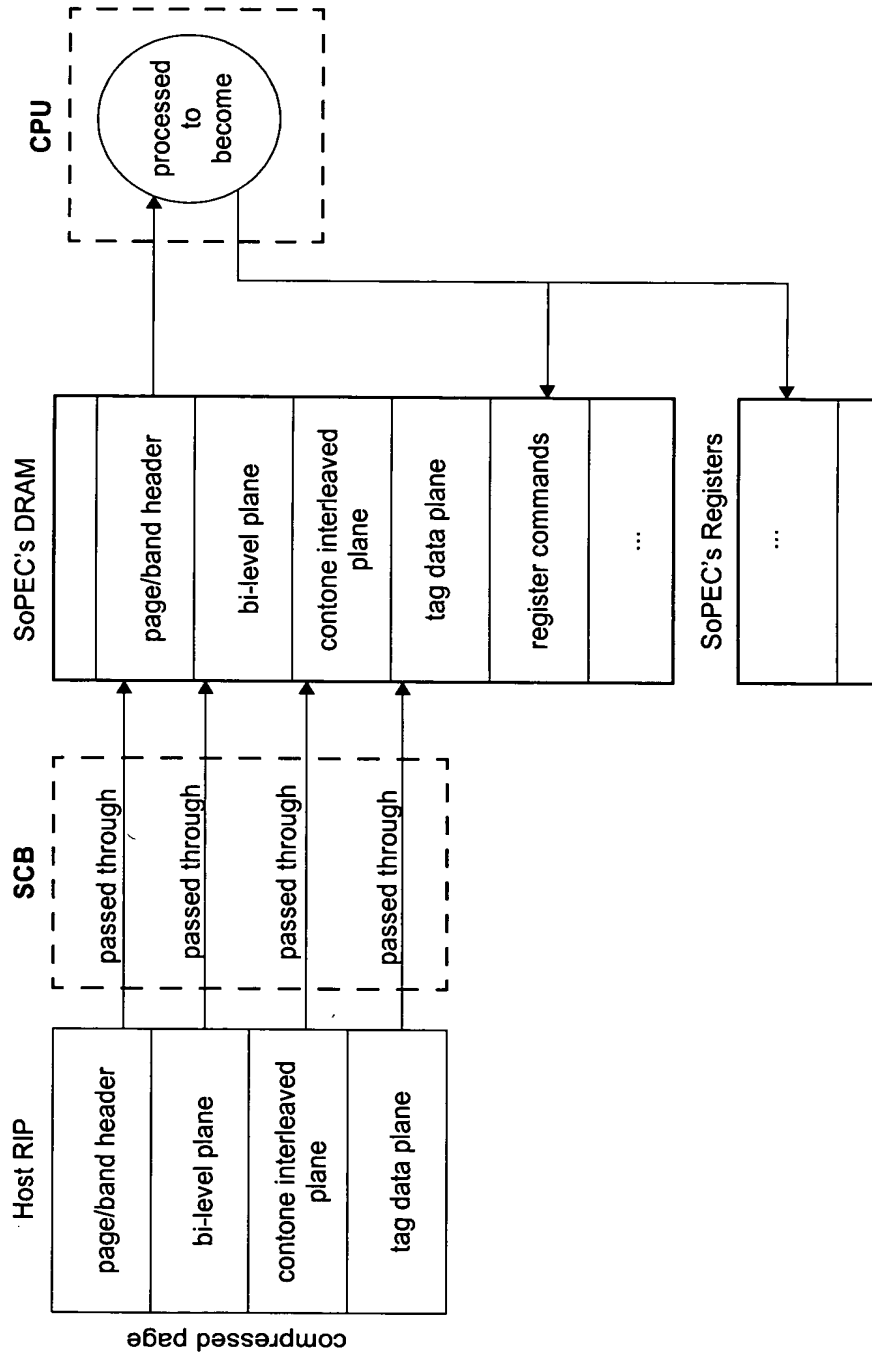 Host RIP
compressed page
page/band header
bi-level plane
contone interleaved
plane
tag data plane
SCB
passed through
passed through
passed through
passed through
SoPEC's DRAM
page/band header
bi-level plane
contone interleaved
plane
tag data plane
register commands
...
SoPEC's Registers
...
CPU
processed
to
become